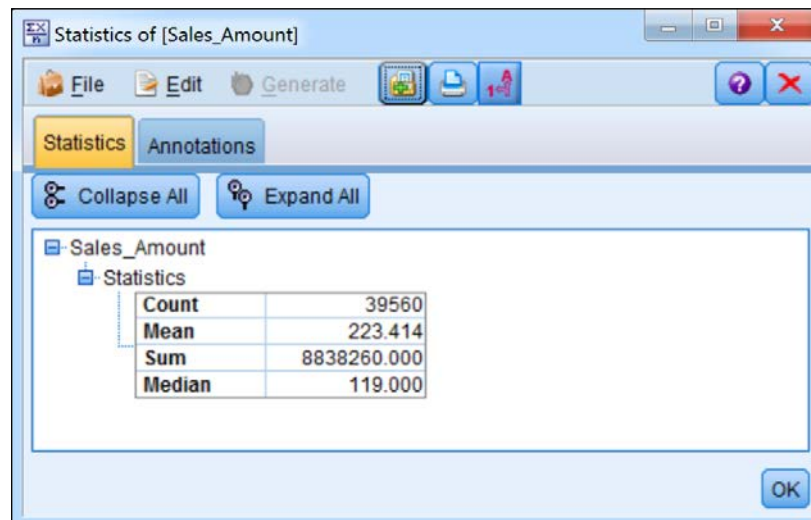 Statistics of [Sales_Amount]
File Edit Generate
Statistics Annotations
Collapse All Expand All
Sales_Amount
Statistics
Count 39560
Mean 223.414
Sum 8838260.000
Median 119.000
OK